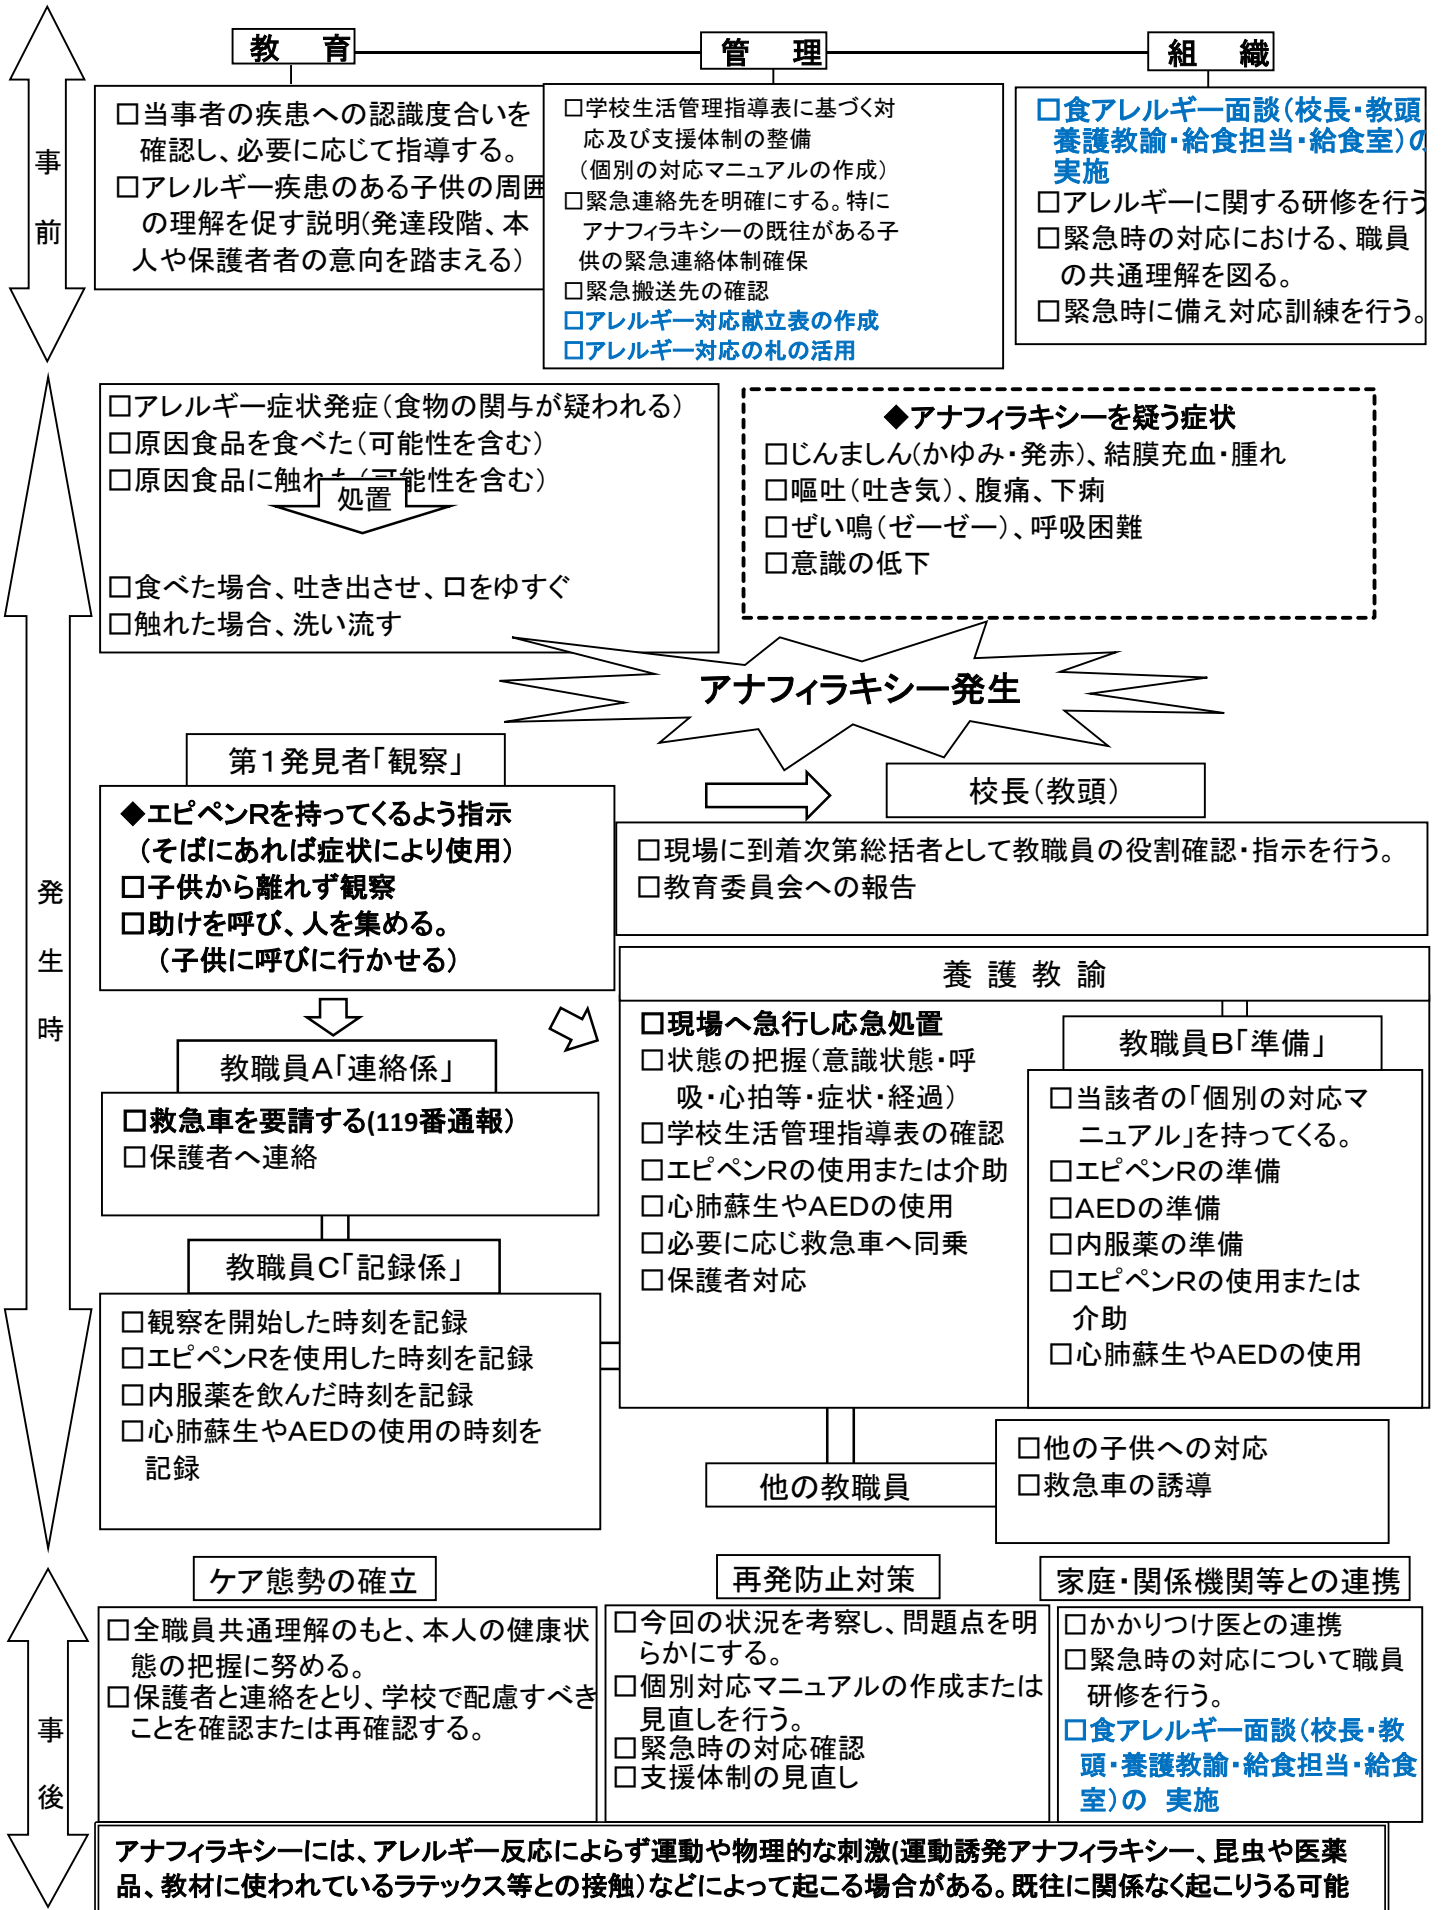 教　育
管　理
組　織
事
前
□当事者の疾患への認識度合いを
確認し、必要に応じて指導する。
□アレルギー疾患のある子供の周囲
の理解を促す説明(発達段階、本
人や保護者者の意向を踏まえる)
□学校生活管理指導表に基づく対
応及び支援体制の整備
(個別の対応マニュアルの作成)
□緊急連絡先を明確にする。特に
アナフィラキシーの既往がある子
供の緊急連絡体制確保
□緊急搬送先の確認
□アレルギー対応献立表の作成
□アレルギー対応の札の活用
□食アレルギー面談(校長・教頭
養護教諭・給食担当・給食室)の
実施
□アレルギーに関する研修を行う
□緊急時の対応における、職員
の共通理解を図る。
□緊急時に備え対応訓練を行う。
発
生
時
□アレルギー症状発症(食物の関与が疑われる)
□原因食品を食べた(可能性を含む)
□原因食品に触れた(可能性を含む)
処置
□食べた場合、吐き出させ、口をゆすぐ
□触れた場合、洗い流す
◆アナフィラキシーを疑う症状
□じんましん(かゆみ・発赤)、結膜充血・腫れ
□嘔吐(吐き気)、腹痛、下痢
□ぜい鳴(ゼーゼー)、呼吸困難
□意識の低下
アナフィラキシー発生
第1発見者「観察」
◆エピペンRを持ってくるよう指示
(そばにあれば症状により使用)
□子供から離れず観察
□助けを呼び、人を集める。
(子供に呼びに行かせる)
校長(教頭)
□現場に到着次第総括者として教職員の役割確認・指示を行う。
□教育委員会への報告
養 護 教 諭
□現場へ急行し応急処置
□状態の把握(意識状態・呼
吸・心拍等・症状・経過)
□学校生活管理指導表の確認
□エピペンRの使用または介助
□心肺蘇生やAEDの使用
□必要に応じ救急車へ同乗
□保護者対応
教職員B「準備」
□当該者の「個別の対応マ
ニュアル」を持ってくる。
□エピペンRの準備
□AEDの準備
□内服薬の準備
□エピペンRの使用または
介助
□心肺蘇生やAEDの使用
教職員A「連絡係」
□救急車を要請する(119番通報)
□保護者へ連絡
教職員C「記録係」
□観察を開始した時刻を記録
□エピペンRを使用した時刻を記録
□内服薬を飲んだ時刻を記録
□心肺蘇生やAEDの使用の時刻を
記録
他の教職員
□他の子供への対応
□救急車の誘導
事
後
ケア態勢の確立
□全職員共通理解のもと、本人の健康状
態の把握に努める。
□保護者と連絡をとり、学校で配慮すべき
ことを確認または再確認する。
再発防止対策
□今回の状況を考察し、問題点を明
らかにする。
□個別対応マニュアルの作成または
見直しを行う。
□緊急時の対応確認
□支援体制の見直し
家庭・関係機関等との連携
□かかりつけ医との連携
□緊急時の対応について職員
研修を行う。
□食アレルギー面談(校長・教
頭・養護教諭・給食担当・給食
室)の　実施
アナフィラキシーには、アレルギー反応によらず運動や物理的な刺激(運動誘発アナフィラキシー、昆虫や医薬
品、教材に使われているラテックス等との接触)などによって起こる場合がある。既往に関係なく起こりうる可能